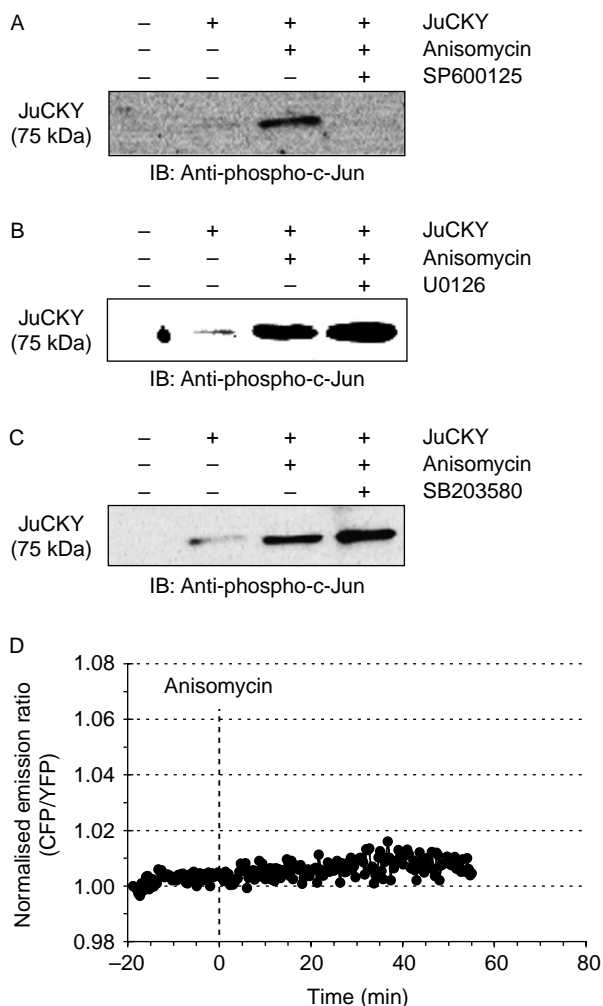 A
– + + + JuCKY
– – + + Anisomycin
– – – + SP600125
JuCKY
(75 kDa)
IB: Anti-phospho-c-Jun
B
– + + + JuCKY
– – + + Anisomycin
– – – + U0126
JuCKY
(75 kDa)
IB: Anti-phospho-c-Jun
C
– + + + JuCKY
– – + + Anisomycin
– – – + SB203580
JuCKY
(75 kDa)
IB: Anti-phospho-c-Jun
D
1.08
Anisomycin
1.06
1.04
1.02
1.00
0.98
Normalised emission ratio
(CFP/YFP)
–20 0 20 40 60 80
Time (min)